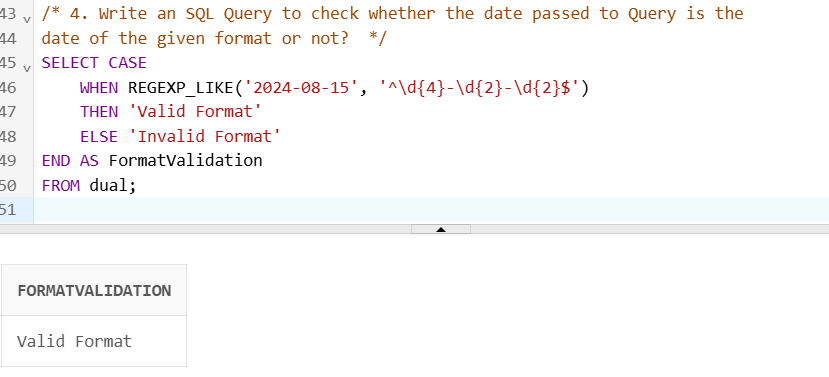 43 /* 4. Write an SQL Query to check whether the date passed to Query is the
44 date of the given format or not?  */
45 SELECT CASE
46     WHEN REGEXP_LIKE('2024-08-15', '^\d{4}-\d{2}-\d{2}$')
47     THEN 'Valid Format'
48     ELSE 'Invalid Format'
49 END AS FormatValidation
50 FROM dual;
51
FORMATVALIDATION
Valid Format